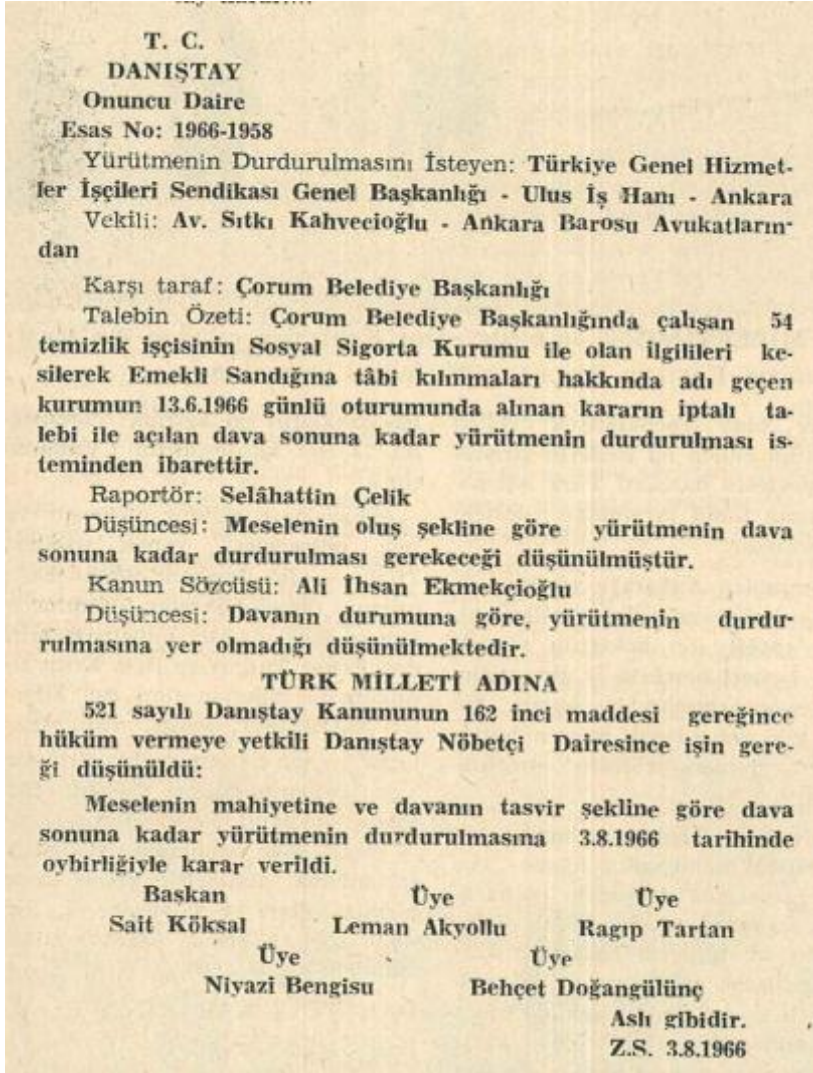 T. C.
DANIŞTAY
Onuncu Daire
Esas No: 1966-1958
Yürütmenin Durdurulmasını İsteyen: Türkiye Genel Hizmet-
ler İşçileri Sendikası Genel Başkanlığı - Ulus İş Hanı - Ankara
Vekili: Av. Sıtkı Kahvecioğlu - Ankara Barosu Avukatların-
dan
Karşı taraf: Çorum Belediye Başkanlığı
Talebin Özeti: Çorum Belediye Başkanlığında çalışan 54
temizlik işçisinin Sosyal Sigorta Kurumu ile olan ilgilileri ke-
silerek Emekli Sandığına tâbi kılınmaları hakkında adı geçen
kurumun 13.6.1966 günlü oturumunda alınan kararın iptalı ta-
lebi ile açılan dava sonuna kadar yürütmenin durdurulması is-
teminden ibarettir.
Raportör: Selâhattin Çelik
Düşüncesi: Meselenin oluş şekline göre yürütmenin dava
sonuna kadar durdurulması gerekeceği düşünülmüştür.
Kanun Sözcüsü: Ali İhsan Ekmekçioğlu
Düşüncesi: Davanın durumuna göre, yürütmenin durdu-
rulmasına yer olmadığı düşünülmektedir.
TÜRK MİLLETİ ADINA
521 sayılı Danıştay Kanununun 162 inci maddesi gereğince
hüküm vermeye yetkili Danıştay Nöbetçi Dairesince işin gere-
ği düşünüldü:
Meselenin mahiyetine ve davanın tasvir şekline göre dava
sonuna kadar yürütmenin durdurulmasına 3.8.1966 tarihinde
oybirliğiyle karar verildi.
Baskan Üye Üye
Sait Köksal Leman Akyollu Ragıp Tartan
Üye Üye
Niyazi Bengisu Behçet Doğangülünç
Aslı gibidir.
Z.S. 3.8.1966